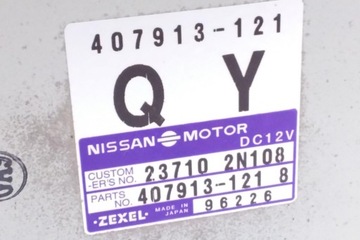 407913-121
Q Y
NISSAN MOTOR DC12V
CUSTOM
-ER'S NO. 23710 2N108
PARTS
NO. 407913-121 8
·ZEXEL· MADE IN JAPAN 96226